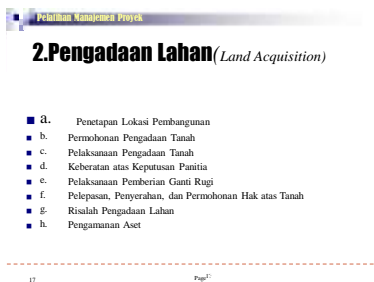 Pelatihan Manajemen Proyek
2.Pengadaan Lahan(Land Acquisition)
a. Penetapan Lokasi Pembangunan
b. Permohonan Pengadaan Tanah
c. Pelaksanaan Pengadaan Tanah
d. Keberatan atas Keputusan Panitia
e. Pelaksanaan Pemberian Ganti Rugi
f. Pelepasan, Penyerahan, dan Permohonan Hak atas Tanah
g. Risalah Pengadaan Lahan
h. Pengamanan Aset
17 Page17